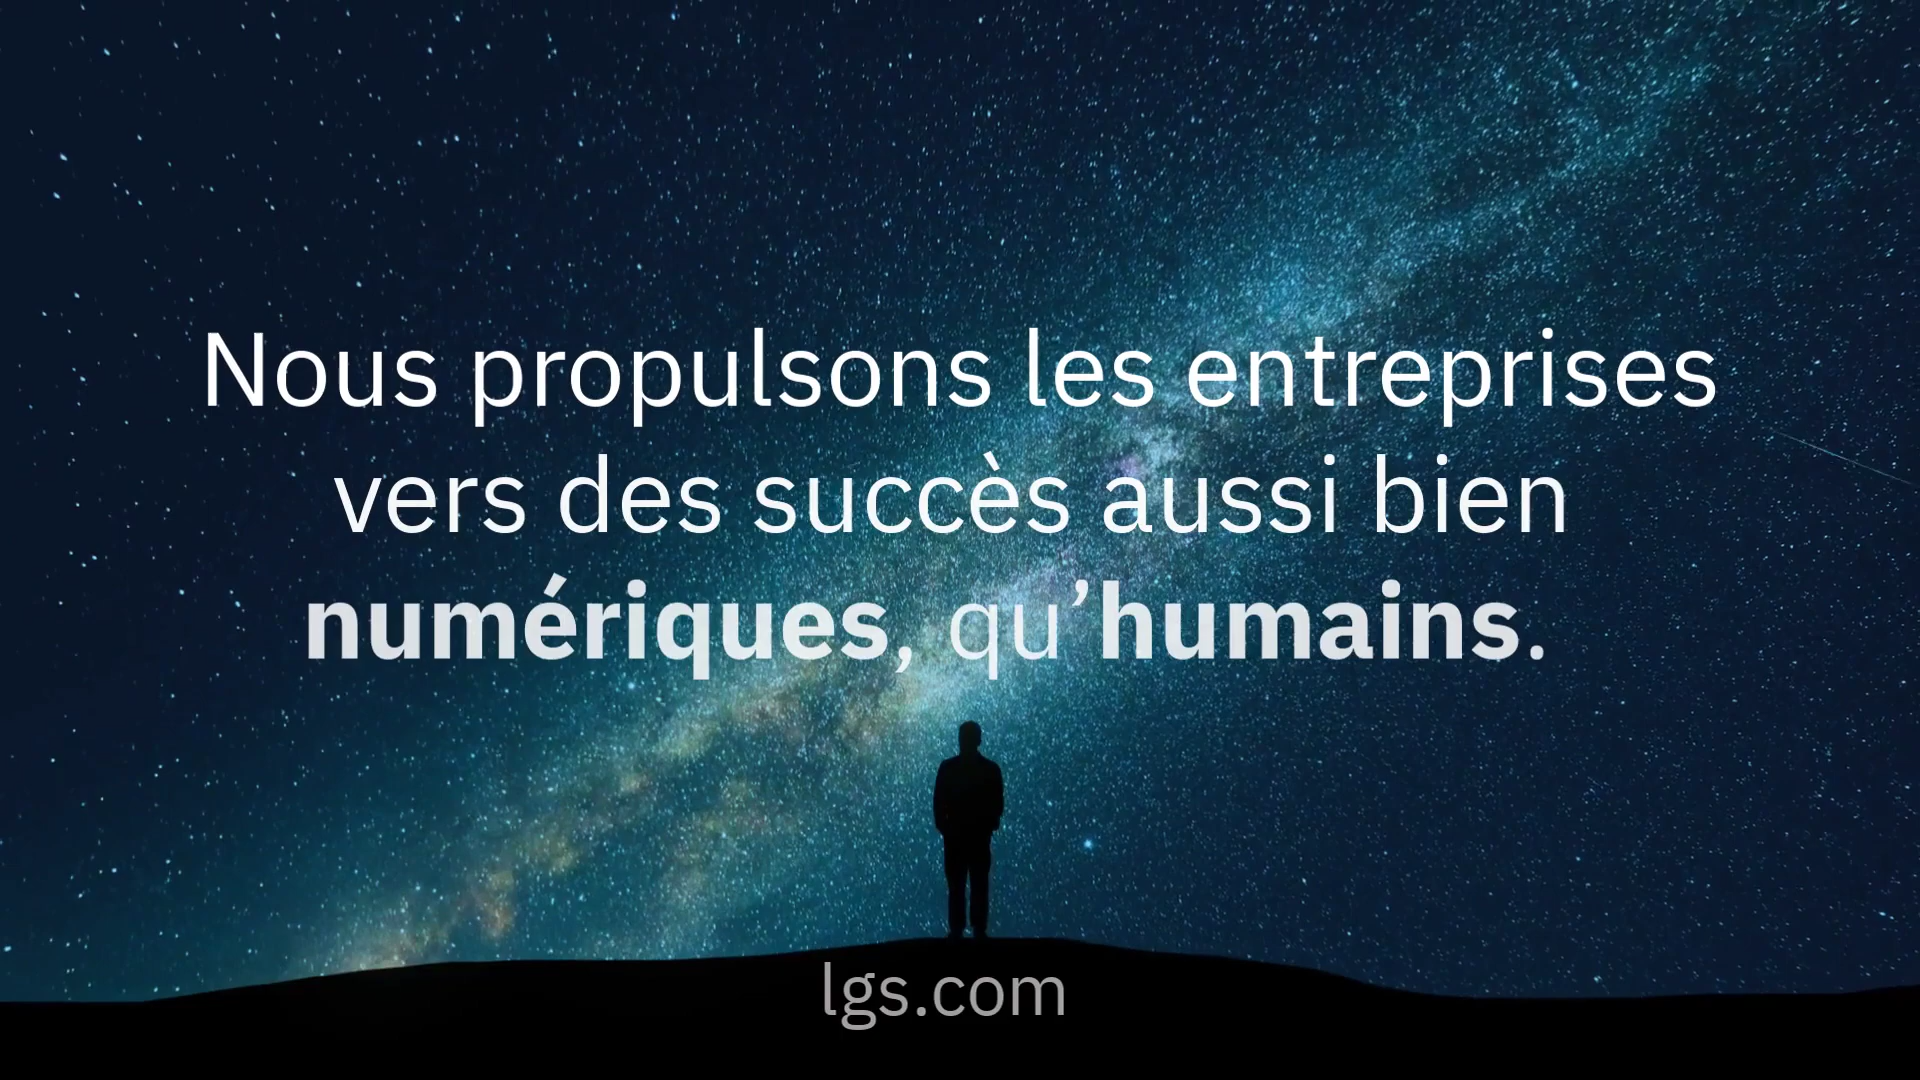 Nous propulsons les entreprises
vers des succès aussi bien
numériques, qu’humains.
lgs.com